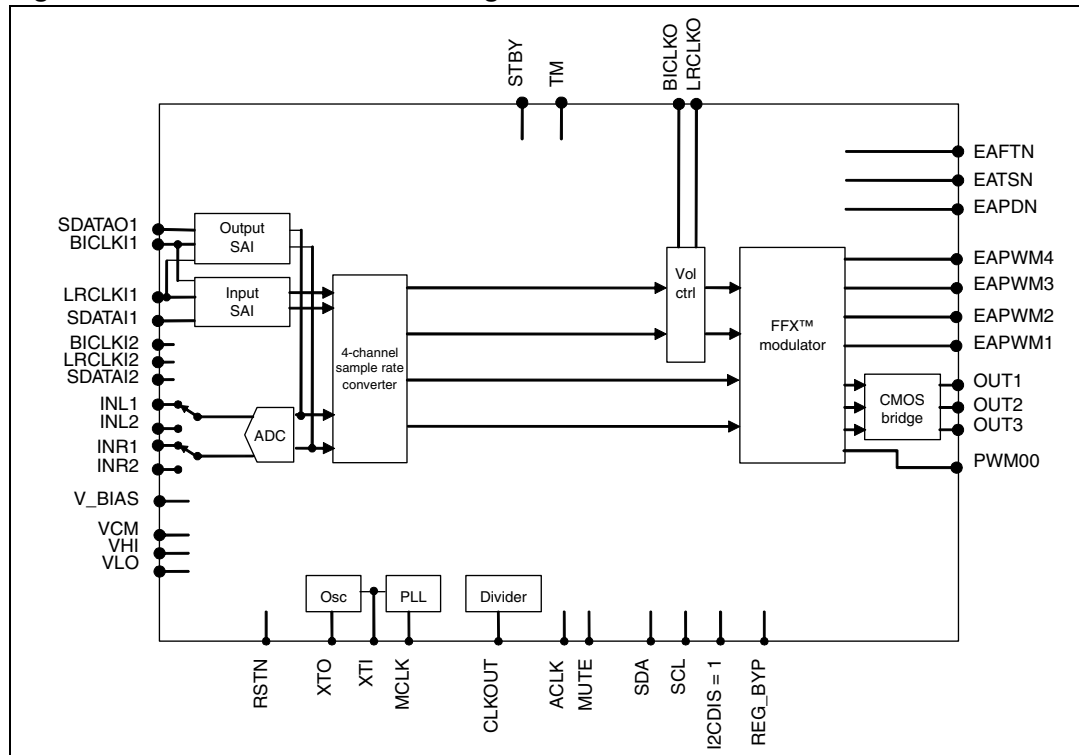 STBY
TM
BICLKO
LRCLKO
EAFTN
EATSN
EAPDN
SDATAO1
BICLKI1
Output
SAI
EAPWM4
EAPWM3
EAPWM2
EAPWM1
Vol
ctrl
FFX™
modulator
LRCLKI1
SDATAI1
Input
SAI
BICLKI2
LRCLKI2
SDATAI2
4-channel
sample rate
converter
INL1
INL2
INR1
INR2
ADC
CMOS
bridge
OUT1
OUT2
OUT3
PWM00
V_BIAS
VCM
VHI
VLO
Osc
PLL
Divider
RSTN
XTO
XTI
MCLK
CLKOUT
ACLK
MUTE
SDA
SCL
I2CDIS = 1
REG_BYP